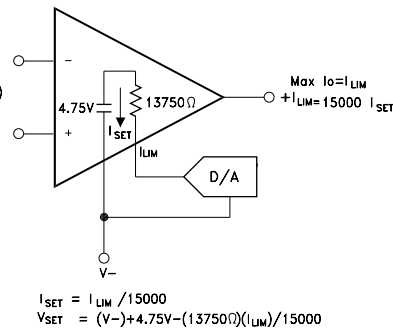 −
4.75V
13750Ω
Max Io=ILIM
+ILIM=15000 ISET
+
ISET
ILIM
D/A
V−
ISET = ILIM /15000
VSET = (V−)+4.75V−(13750Ω)(ILIM)/15000